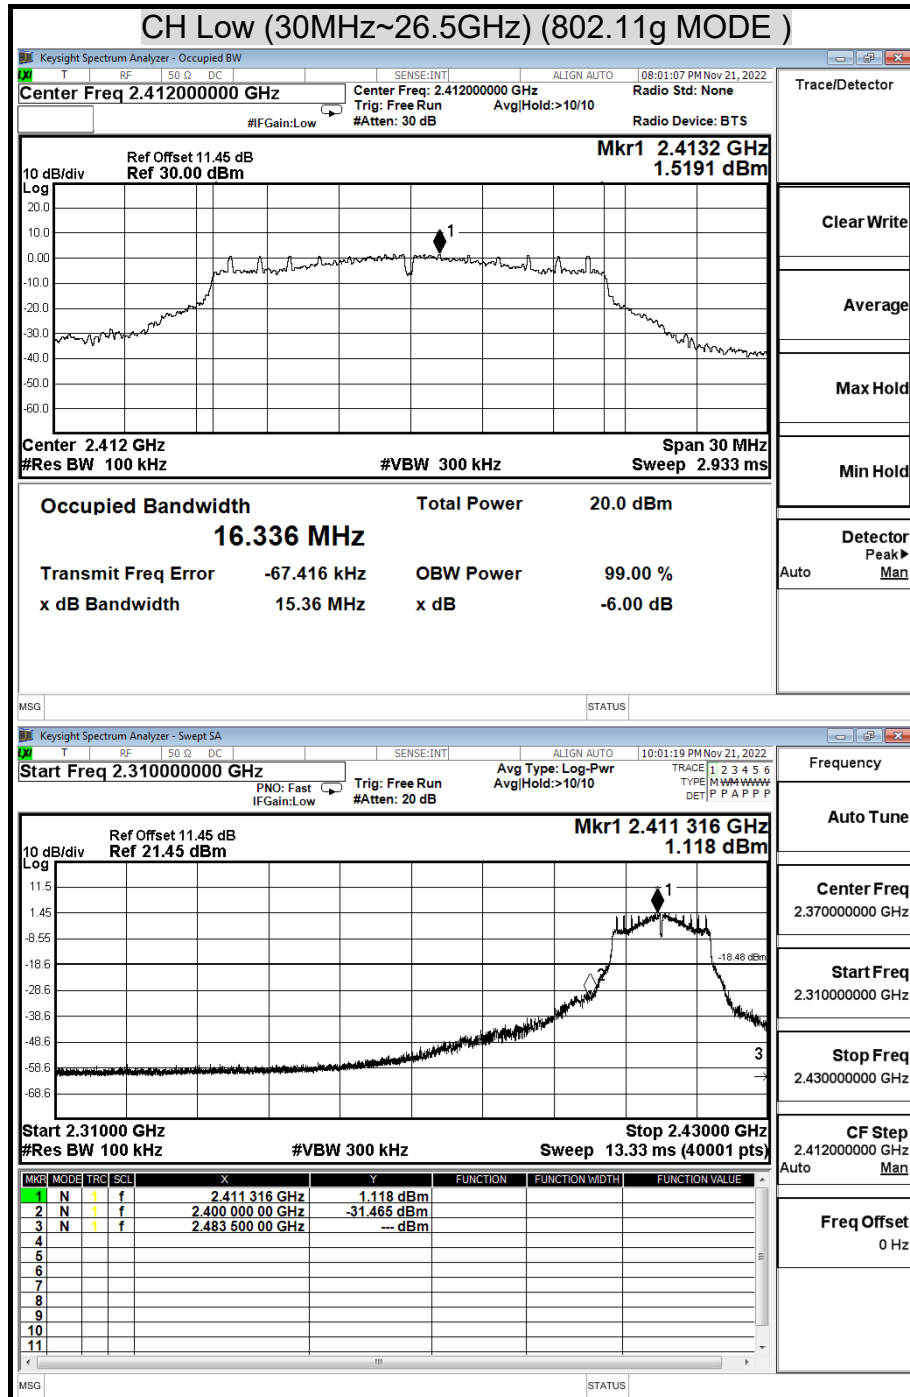 CH Low (30MHz~26.5GHz) (802.11g MODE )
Keysight Spectrum Analyzer - Occupied BW
LXI T RF 50 Ω DC SENSE:INT ALIGN AUTO 08:01:07 PM Nov 21, 2022
Center Freq 2.412000000 GHz
Center Freq: 2.412000000 GHz Radio Std: None
Trig: Free Run Avg|Hold:>10/10
#IFGain:Low #Atten: 30 dB Radio Device: BTS
Trace/Detector
Ref Offset 11.45 dB Mkr1 2.4132 GHz
10 dB/div Ref 30.00 dBm 1.5191 dBm
Log
20.0
10.0
0.00
-10.0
-20.0
-30.0
-40.0
-50.0
-60.0
1
Center 2.412 GHz Span 30 MHz
#Res BW 100 kHz #VBW 300 kHz Sweep 2.933 ms
Clear Write
Average
Max Hold
Min Hold
Detector
Peak▶
Auto Man
Occupied Bandwidth Total Power 20.0 dBm
16.336 MHz
Transmit Freq Error -67.416 kHz OBW Power 99.00 %
x dB Bandwidth 15.36 MHz x dB -6.00 dB
MSG STATUS
Keysight Spectrum Analyzer - Swept SA
LXI T RF 50 Ω DC SENSE:INT ALIGN AUTO 10:01:19 PM Nov 21, 2022
Start Freq 2.310000000 GHz
PNO: Fast Trig: Free Run
IFGain:Low #Atten: 20 dB
Avg Type: Log-Pwr
Avg|Hold:>10/10
TRACE 1 2 3 4 5 6
TYPE M W M W W W W
DET P P A P P P
Frequency
Ref Offset 11.45 dB Mkr1 2.411 316 GHz
10 dB/div Ref 21.45 dBm 1.118 dBm
Log
11.5
1.45
-8.55
-18.6
-28.6
-38.6
-48.6
-58.6
-68.6
1
-18.48 dBm
2
3
Start 2.31000 GHz Stop 2.43000 GHz
#Res BW 100 kHz #VBW 300 kHz Sweep 13.33 ms (40001 pts)
Auto Tune
Center Freq
2.370000000 GHz
Start Freq
2.310000000 GHz
Stop Freq
2.430000000 GHz
CF Step
2.412000000 GHz
Auto Man
Freq Offset
0 Hz
MKR MODE TRC SCL X Y FUNCTION FUNCTION WIDTH FUNCTION VALUE
1 N 1 f 2.411 316 GHz 1.118 dBm
2 N 1 f 2.400 000 00 GHz -31.465 dBm
3 N 1 f 2.483 500 00 GHz --- dBm
4
5
6
7
8
9
10
11
MSG STATUS